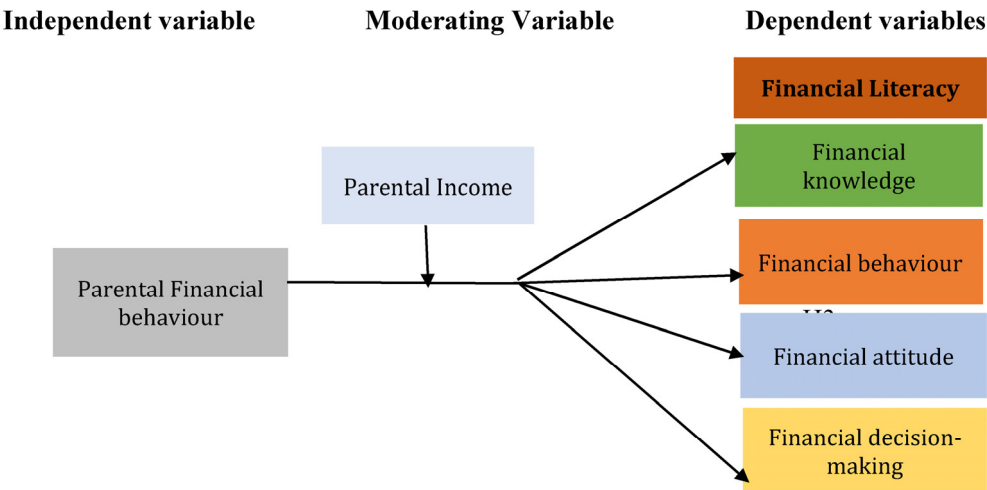 Independent variable
Moderating Variable
Dependent variables
Financial Literacy
Financial
knowledge
Parental Income
Financial behaviour
Parental Financial
behaviour
Financial attitude
Financial decision-
making